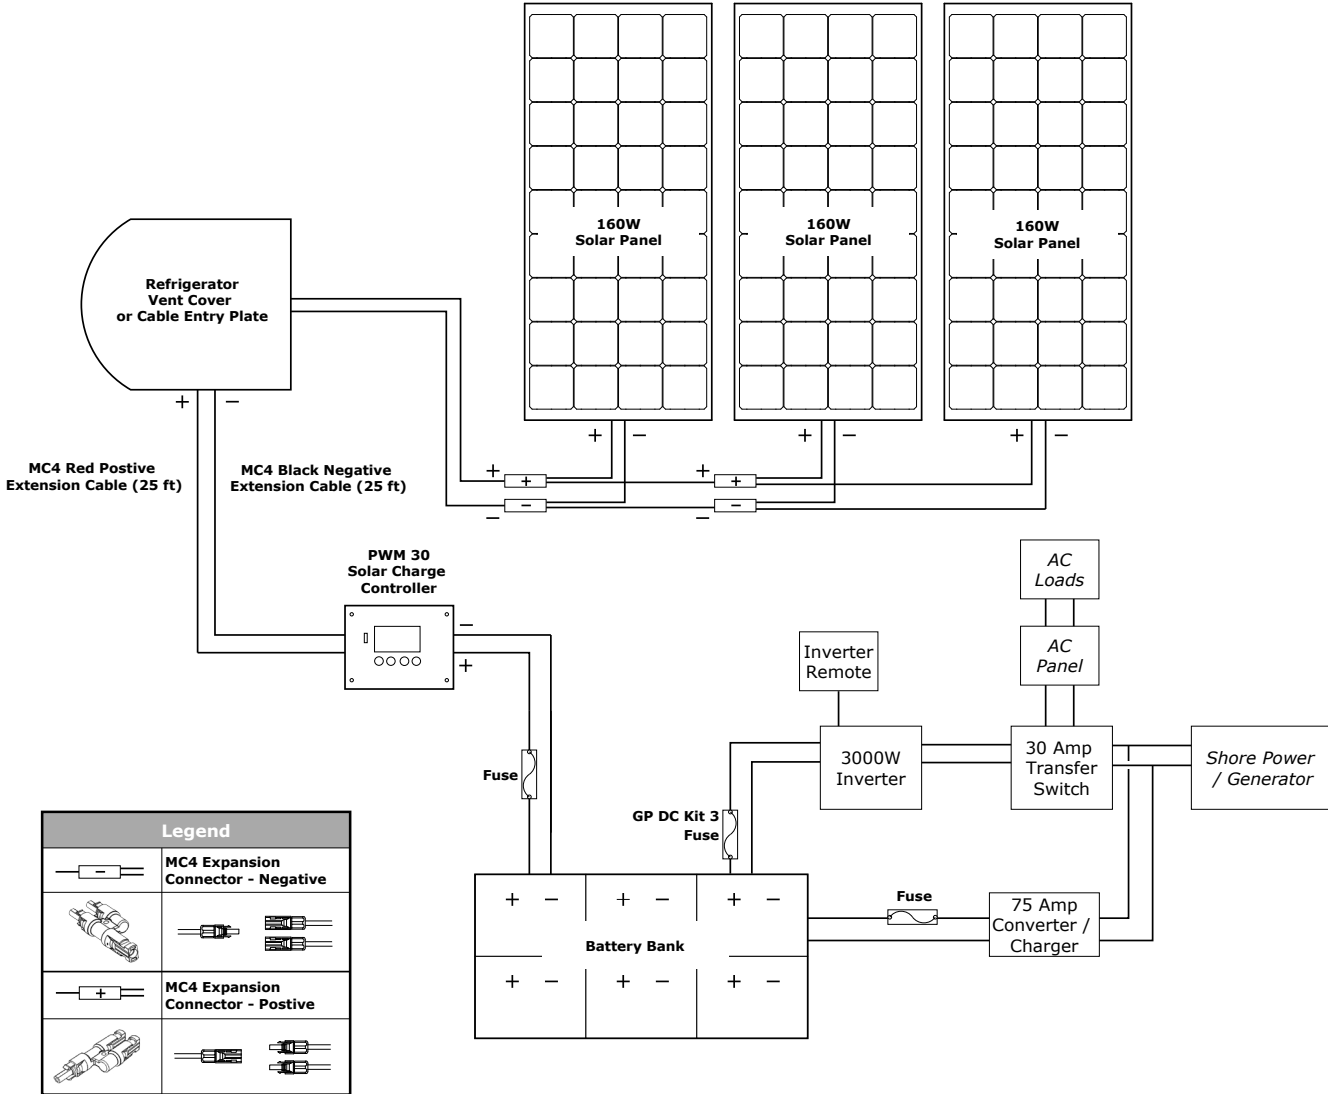 160W
Solar Panel
160W
Solar Panel
160W
Solar Panel
Refrigerator
Vent Cover
or Cable Entry Plate
+ −
+ −
+ −
+ −
MC4 Red Postive
Extension Cable (25 ft)
MC4 Black Negative
Extension Cable (25 ft)
+
+
+
+
−
−
−
−
PWM 30
Solar Charge
Controller
−
+
AC
Loads
AC
Panel
Inverter
Remote
3000W
Inverter
30 Amp
Transfer
Switch
Shore Power
/ Generator
Fuse
GP DC Kit 3
Fuse
+ − + − + −
Battery Bank
+ − + − + −
Fuse
75 Amp
Converter /
Charger
Legend
−
MC4 Expansion
Connector - Negative
+
MC4 Expansion
Connector - Postive